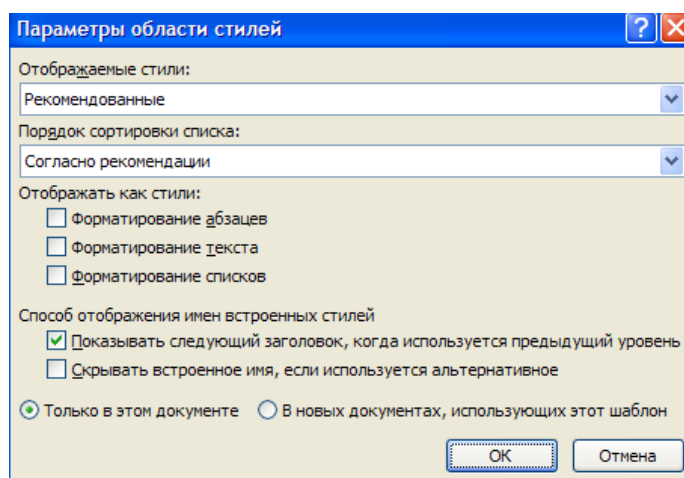 Параметры области стилей
Отображаемые стили:
Рекомендованные
Порядок сортировки списка:
Согласно рекомендации
Отображать как стили:
Форматирование абзацев
Форматирование текста
Форматирование списков
Способ отображения имен встроенных стилей
Показывать следующий заголовок, когда используется предыдущий уровень
Скрывать встроенное имя, если используется альтернативное
Только в этом документе В новых документах, использующих этот шаблон
ОК Отмена